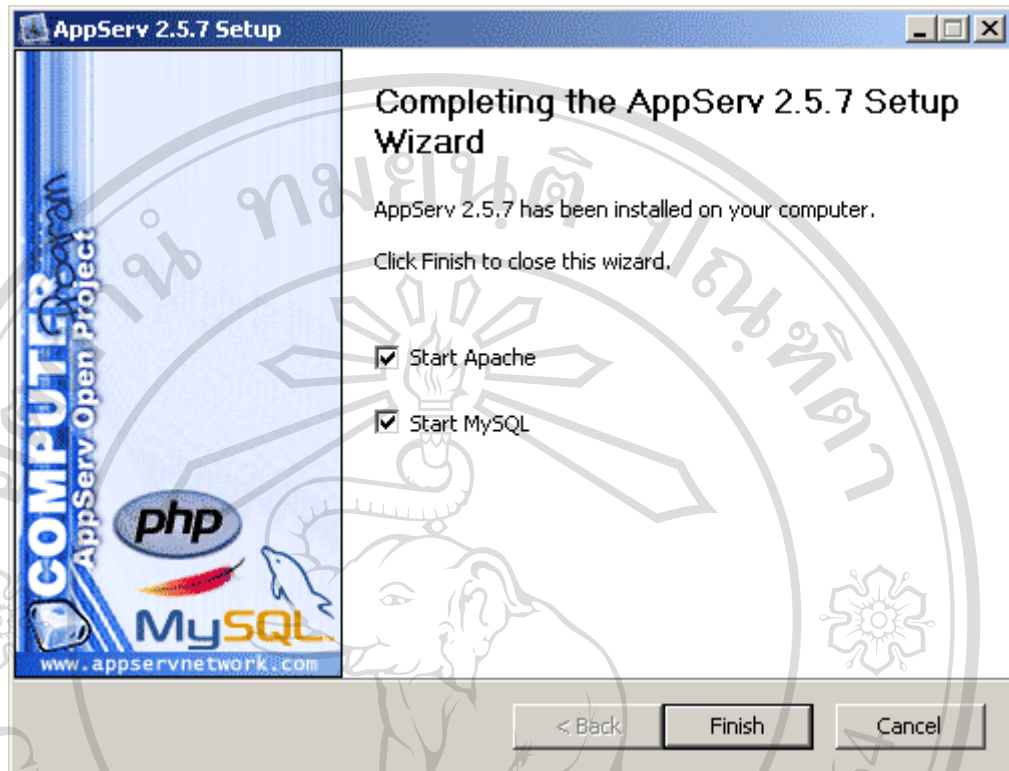 AppServ 2.5.7 Setup
Completing the AppServ 2.5.7 Setup
Wizard
AppServ 2.5.7 has been installed on your computer.
Click Finish to close this wizard.
Start Apache
Start MySQL
COMPUTER
Program
AppServ Open Project
php
MySQL
www.appservnetwork.com
< Back
Finish
Cancel